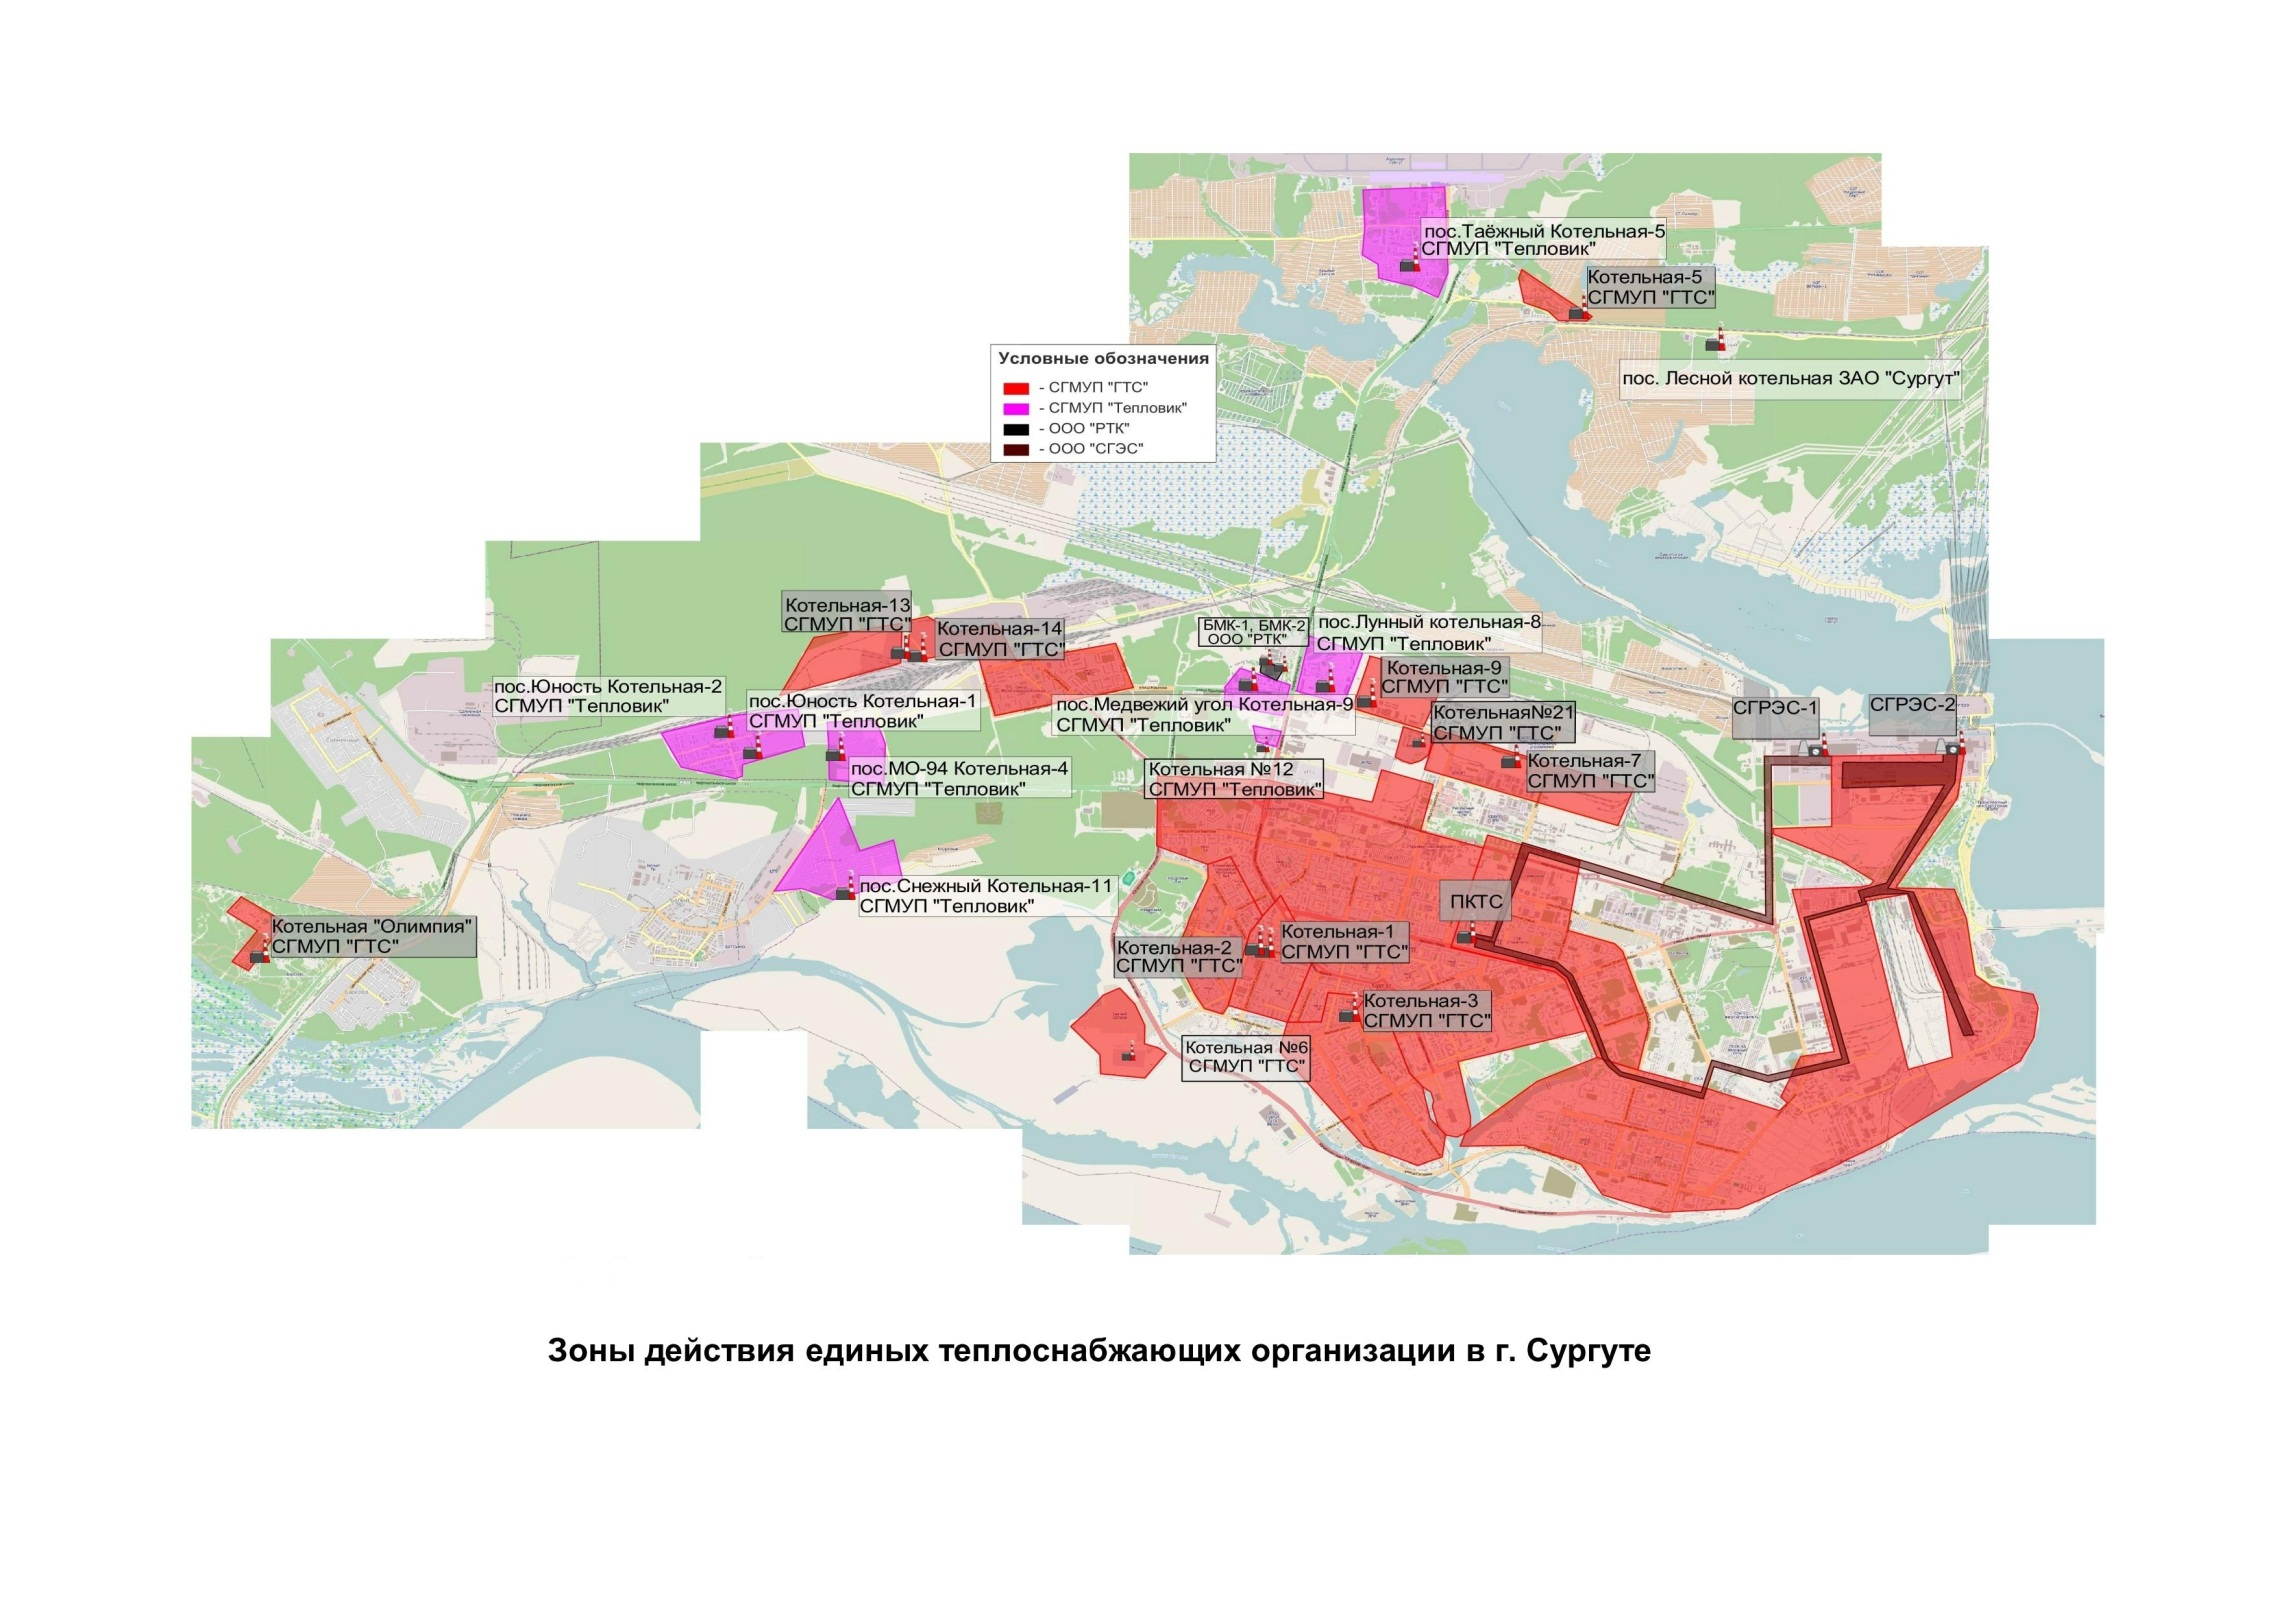 пос.Таёжный Котельная-5
СГМУП "Тепловик"
Котельная-5
СГМУП "ГТС"
Условные обозначения
- СГМУП "ГТС"
- СГМУП "Тепловик"
- ООО "РТК"
- ООО "СГЭС"
пос. Лесной котельная ЗАО "Сургут"
Котельная-13
СГМУП "ГТС"
Котельная-14
СГМУП "ГТС"
БМК-1, БМК-2
ООО "РТК"
пос.Лунный котельная-8
СГМУП "Тепловик"
Котельная-9
СГМУП "ГТС"
пос.Юность Котельная-2
СГМУП "Тепловик"
пос.Юность Котельная-1
СГМУП "Тепловик"
пос.Медвежий угол Котельная-9
СГМУП "Тепловик"
Котельная№21
СГМУП "ГТС"
СГРЭС-1
СГРЭС-2
пос.МО-94 Котельная-4
СГМУП "Тепловик"
Котельная №12
СГМУП "Тепловик"
Котельная-7
СГМУП "ГТС"
пос.Снежный Котельная-11
СГМУП "Тепловик"
ПКТС
Котельная "Олимпия"
СГМУП "ГТС"
Котельная-2
СГМУП "ГТС"
Котельная-1
СГМУП "ГТС"
Котельная-3
СГМУП "ГТС"
Котельная №6
СГМУП "ГТС"
Зоны действия единых теплоснабжающих организации в г. Сургуте